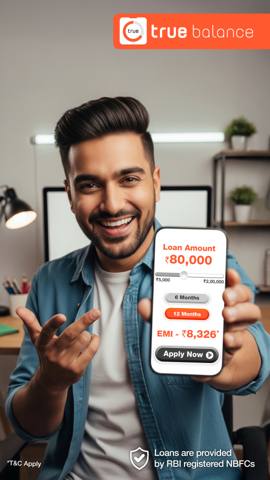 true
true balance
Loan Amount
₹80,000
₹5,000 ₹2,00,000
6 Months
12 Months
EMI - ₹8,326*
Apply Now
*T&C Apply
Loans are provided
by RBI registered NBFCs